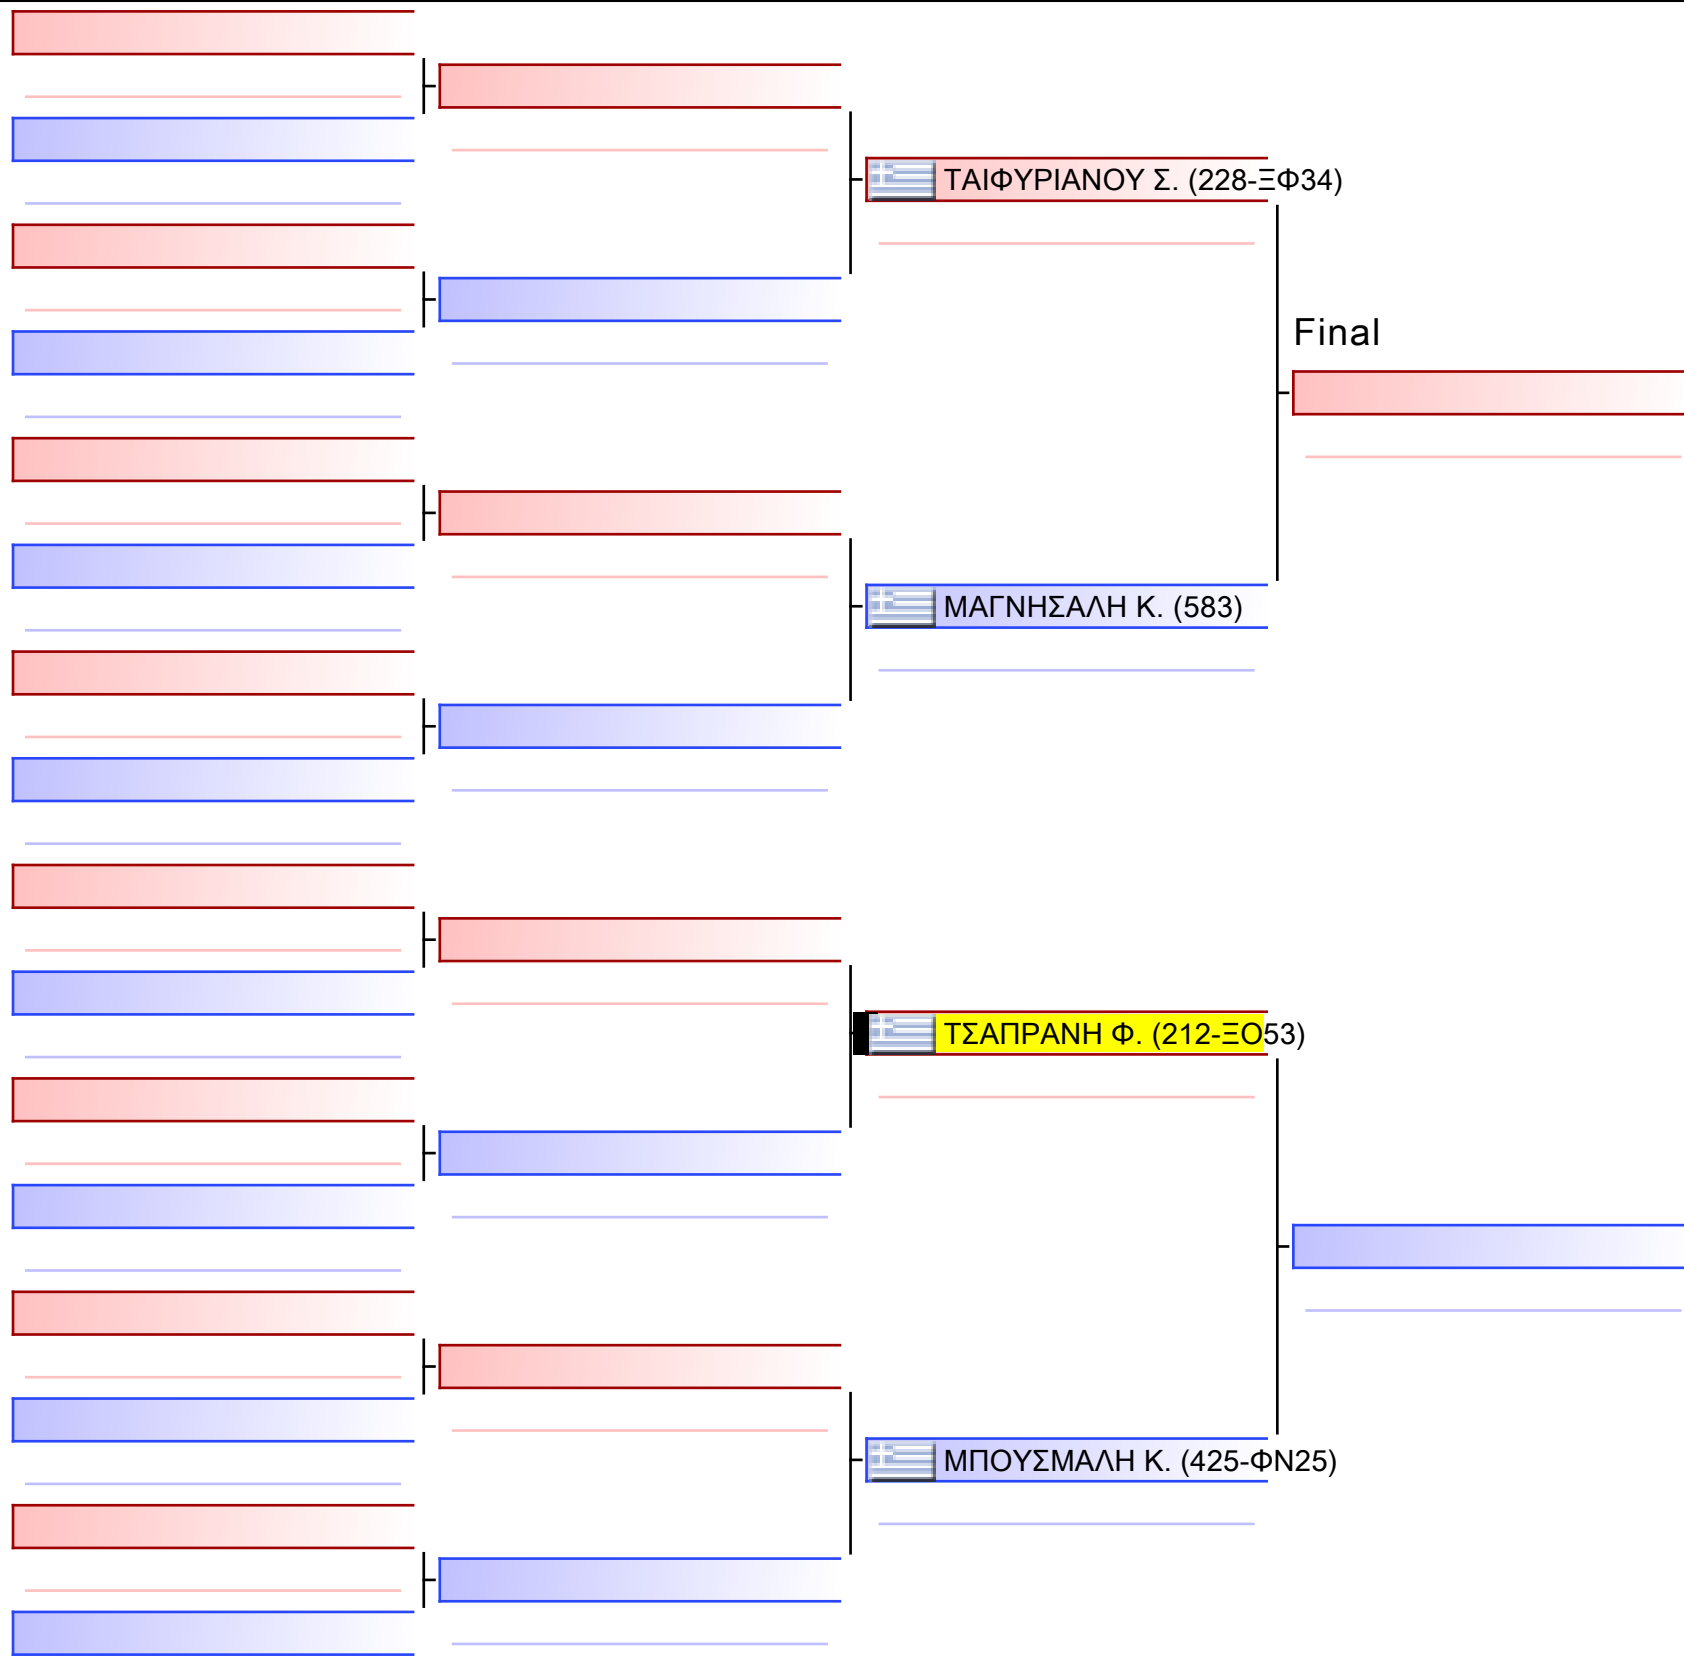 ΤΑΙΦΥΡΙΑΝΟΥ Σ. (228-ΞΦ34)
Final
ΜΑΓΝΗΣΑΛΗ Κ. (583)
ΤΣΑΠΡΑΝΗ Φ. (212-ΞΟ53)
ΜΠΟΥΣΜΑΛΗ Κ. (425-ΦΝ25)